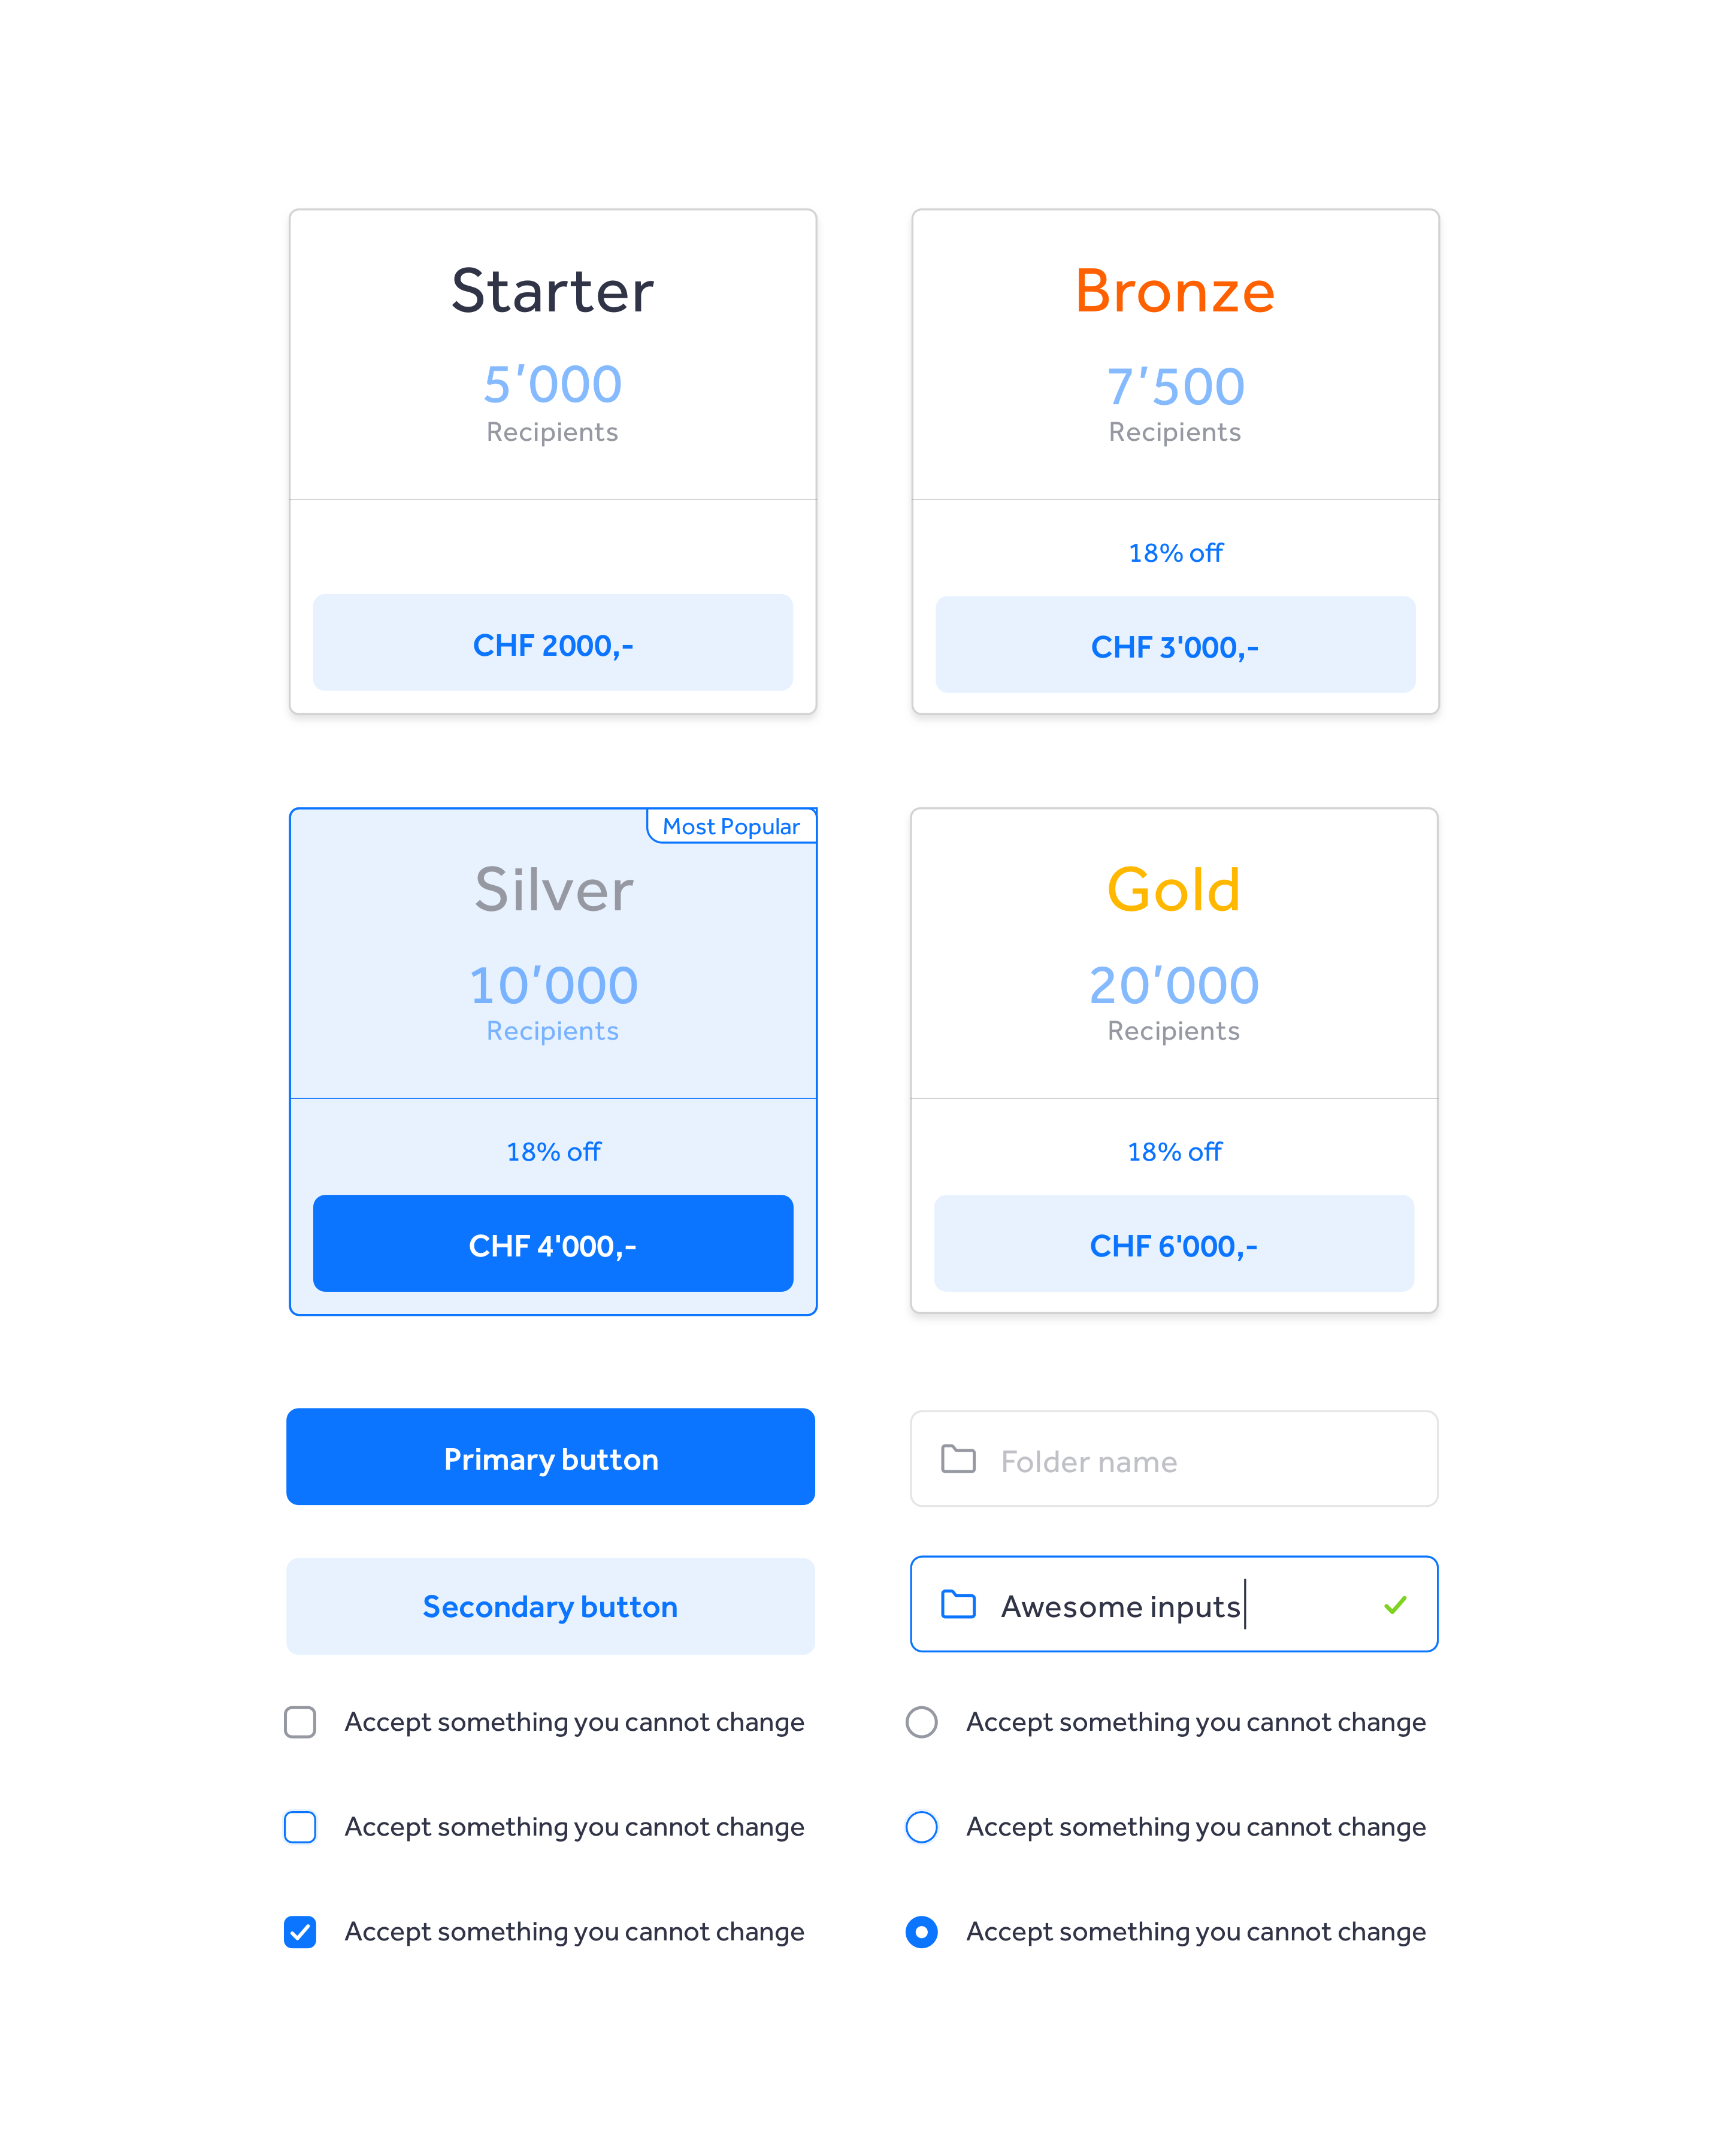 Starter
5’000
Recipients
CHF 2000,-
Bronze
7’500
Recipients
18% off
CHF 3'000,-
Most Popular
Silver
10’000
Recipients
18% off
CHF 4'000,-
Gold
20’000
Recipients
18% off
CHF 6'000,-
Primary button
Folder name
Secondary button
Awesome inputs
Accept something you cannot change
Accept something you cannot change
Accept something you cannot change
Accept something you cannot change
Accept something you cannot change
Accept something you cannot change